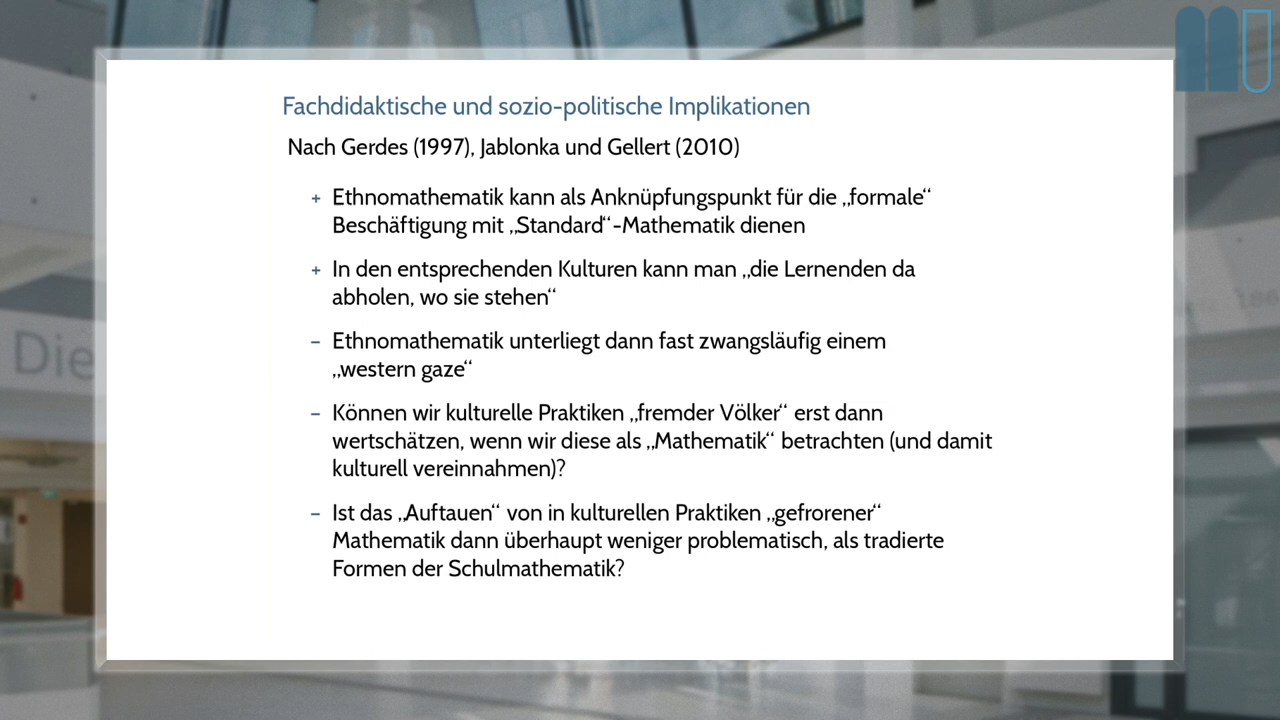 Fachdidaktische und sozio-politische Implikationen
Nach Gerdes (1997), Jablonka und Gellert (2010)
+ Ethnomathematik kann als Anknüpfungspunkt für die „formale“
Beschäftigung mit „Standard“-Mathematik dienen
+ In den entsprechenden Kulturen kann man „die Lernenden da
abholen, wo sie stehen“
– Ethnomathematik unterliegt dann fast zwangsläufig einem
„western gaze“
– Können wir kulturelle Praktiken „fremder Völker“ erst dann
wertschätzen, wenn wir diese als „Mathematik“ betrachten (und damit
kulturell vereinnahmen)?
– Ist das „Auftauen“ von in kulturellen Praktiken „gefrorener“
Mathematik dann überhaupt weniger problematisch, als tradierte
Formen der Schulmathematik?
Die